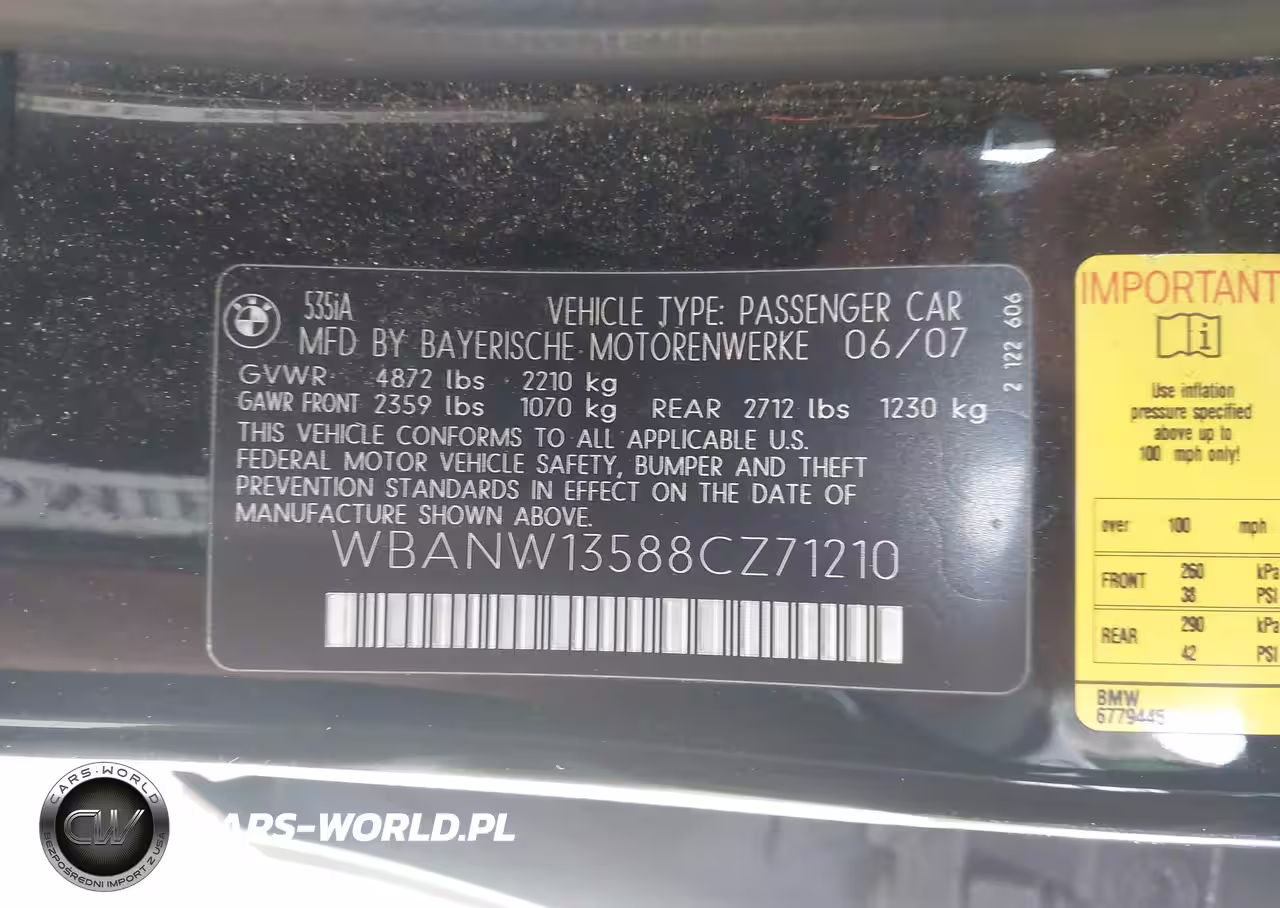 535iA VEHICLE TYPE: PASSENGER CAR
MFD BY BAYERISCHE MOTORENWERKE 06/07
GVWR 4872 lbs 2210 kg
GAWR FRONT 2359 lbs 1070 kg REAR 2712 lbs 1230 kg
THIS VEHICLE CONFORMS TO ALL APPLICABLE U.S.
FEDERAL MOTOR VEHICLE SAFETY, BUMPER AND THEFT
PREVENTION STANDARDS IN EFFECT ON THE DATE OF
MANUFACTURE SHOWN ABOVE.
WBANW13588CZ71210
2 122 606
IMPORTANT
i
Use inflation
pressure specified
above up to
100 mph only!
over 100 mph
FRONT 260 kPa
38 PSI
REAR 290 kPa
42 PSI
BMW
6779445
CARS-WORLD
CW
BEZPOŚREDNI IMPORT Z USA
CARS-WORLD.PL